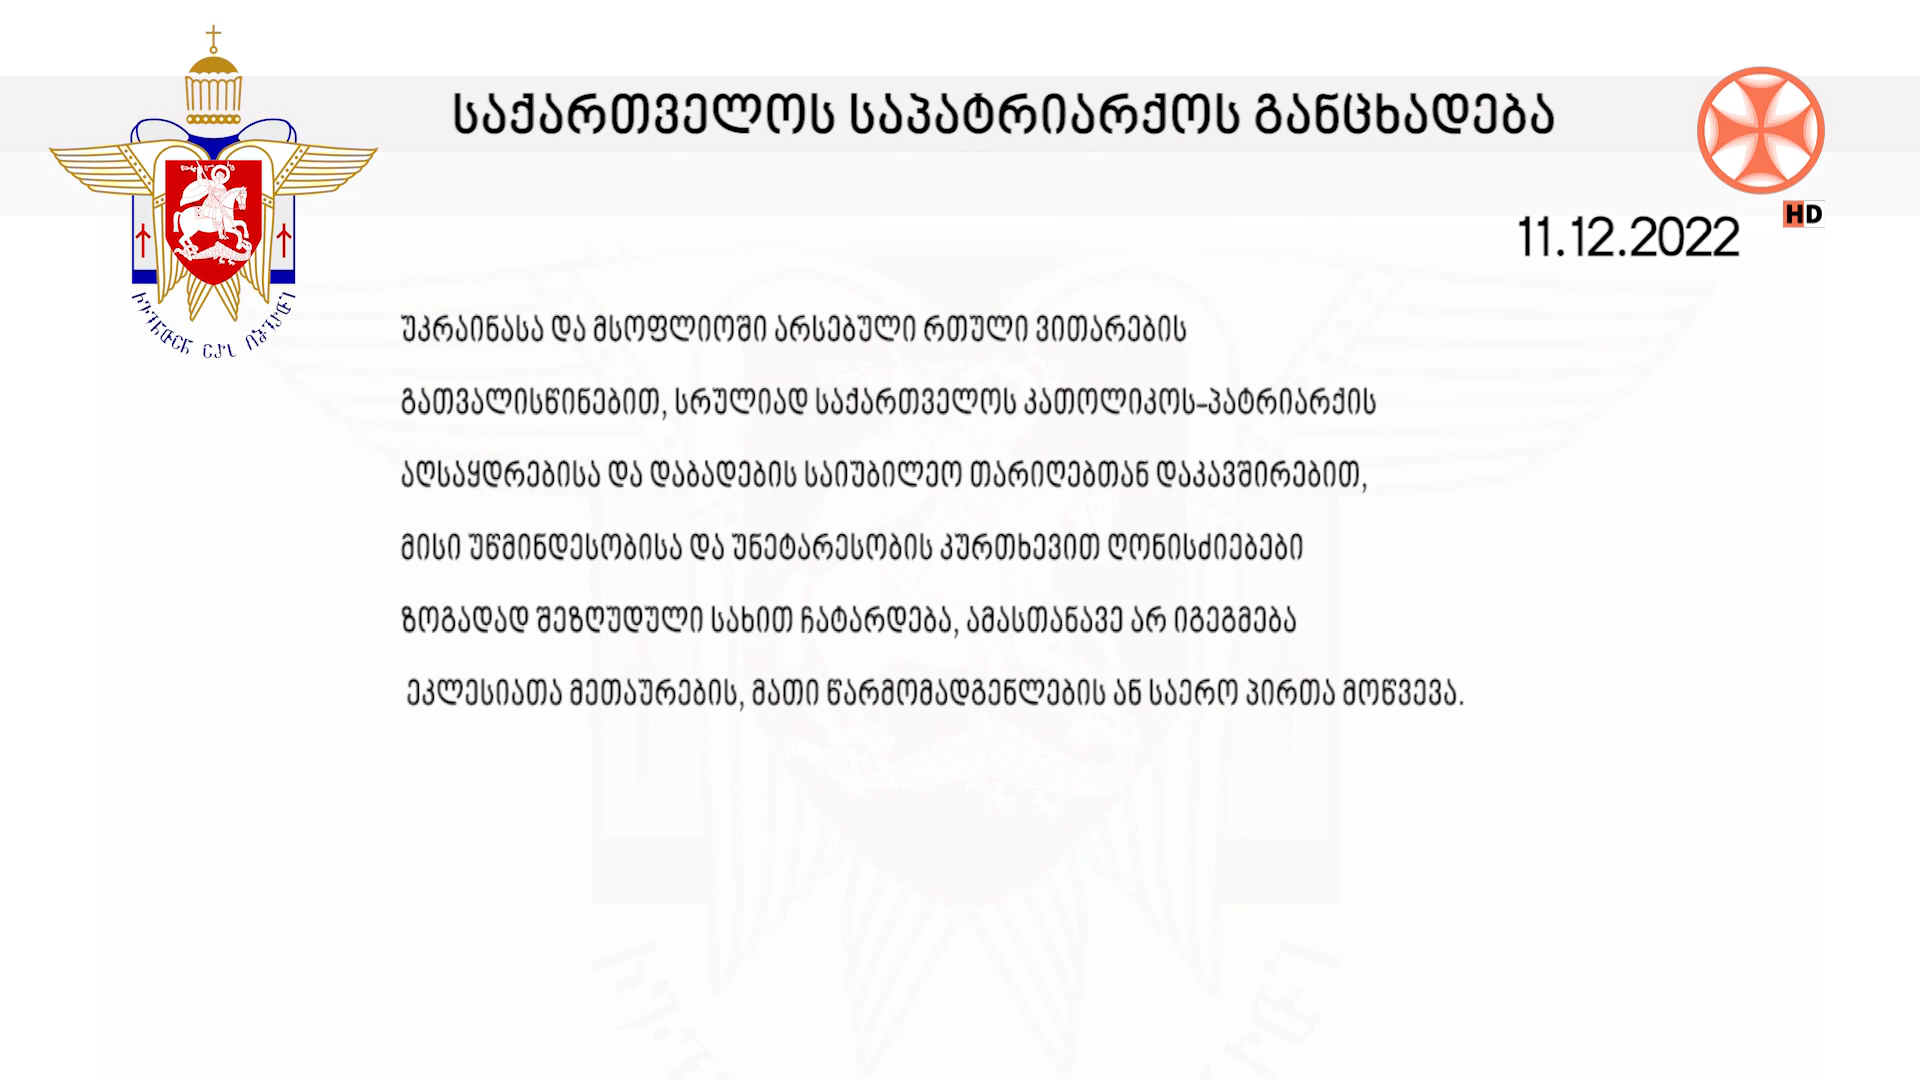 საქართველოს საპატრიარქოს განცხადება
HD
11.12.2022
უკრაინასა და მსოფლიოში არსებული რთული ვითარების
გათვალისწინებით, სრულიად საქართველოს კათოლიკოს-პატრიარქის
აღსაყდრებისა და დაბადების საიუბილეო თარიღებთან დაკავშირებით,
მისი უწმინდესობისა და უნეტარესობის კურთხევით ღონისძიებები
ზოგადად შეზღუდული სახით ჩატარდება, ამასთანავე არ იგეგმება
ეკლესიათა მეთაურების, მათი წარმომადგენლების ან საერო პირთა მოწვევა.